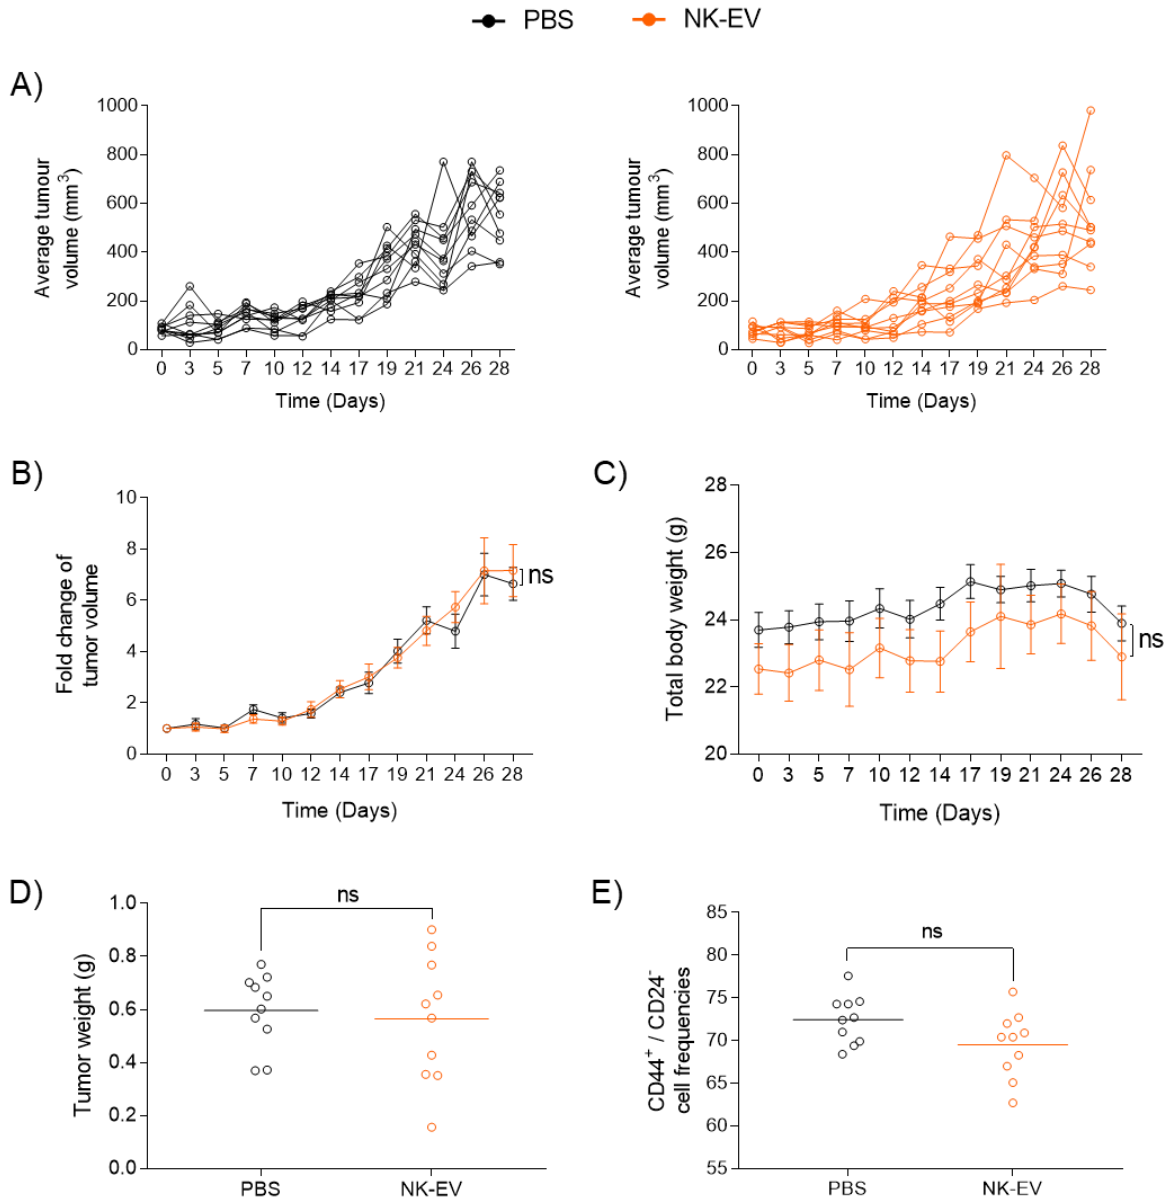 PBS NK-EV
A)
Average tumour
volume (mm³)
1000
800
600
400
200
0
0 3 5 7 10 12 14 17 19 21 24 26 28
Time (Days)
Average tumour
volume (mm³)
1000
800
600
400
200
0
0 3 5 7 10 12 14 17 19 21 24 26 28
Time (Days)
B)
Fold change of
tumor volume
10
8
6
4
2
0
ns
0 3 5 7 10 12 14 17 19 21 24 26 28
Time (Days)
C)
Total body weight (g)
28
26
24
22
20
ns
0 3 5 7 10 12 14 17 19 21 24 26 28
Time (Days)
D)
Tumor weight (g)
1.0
0.8
0.6
0.4
0.2
0.0
ns
PBS NK-EV
E)
CD44⁺ / CD24⁻
cell frequencies
85
80
75
70
65
60
55
ns
PBS NK-EV